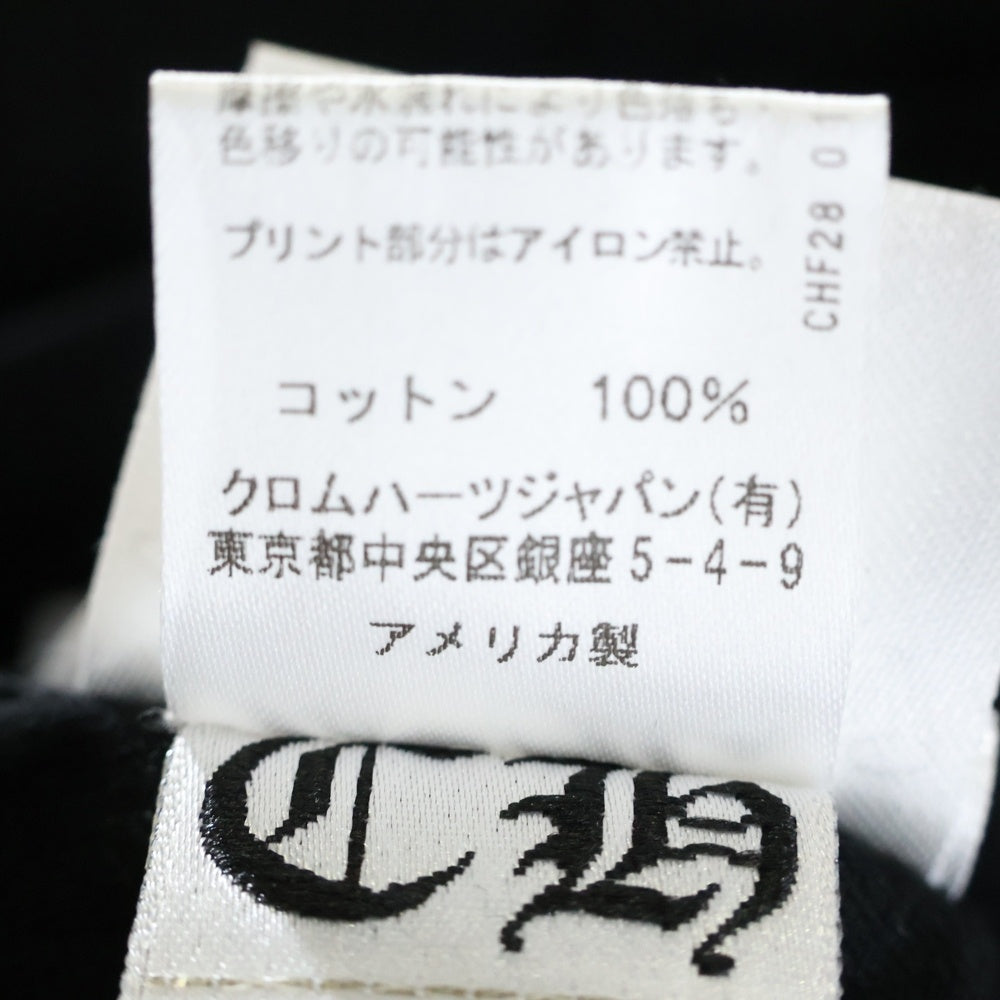 摩擦や水濡れにより色落ち・
色移りの可能性があります。
プリント部分はアイロン禁止。
コットン 100%
クロムハーツジャパン(有)
東京都中央区銀座5-4-9
アメリカ製
CHF28 0
CH